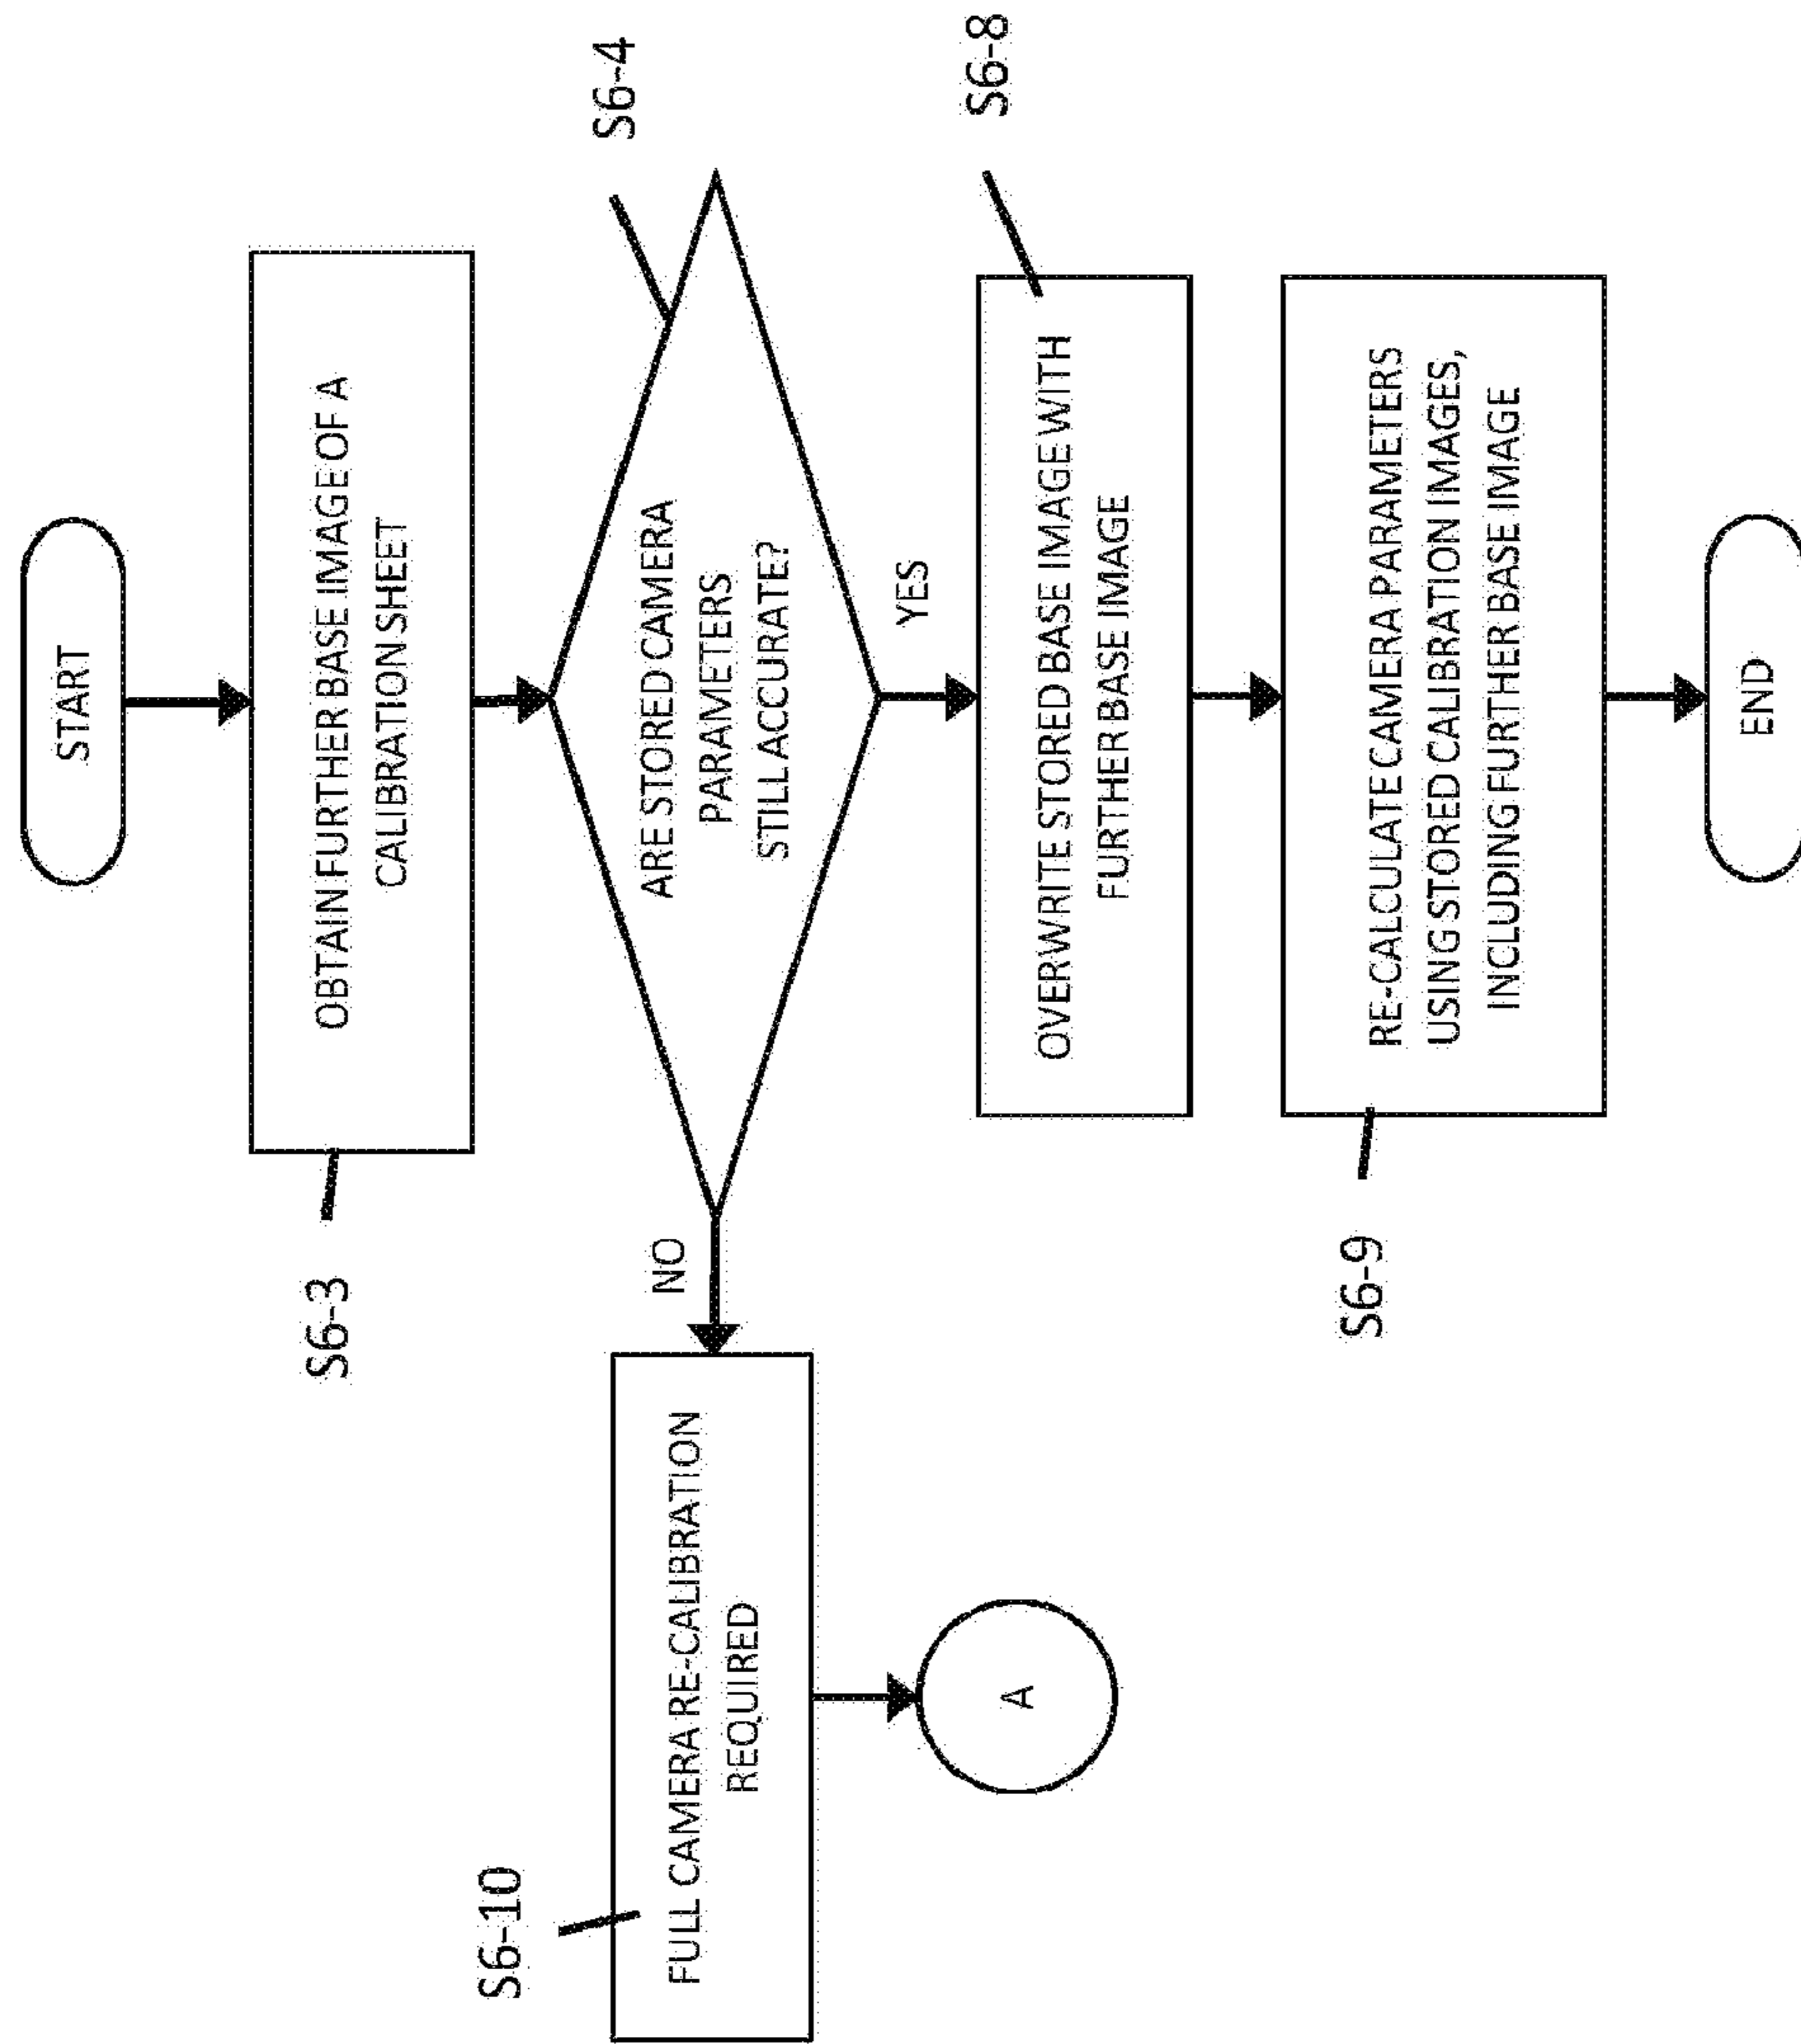 START
S6-3
OBTAIN FURTHER BASE IMAGE OF A
CALIBRATION SHEET
S6-4
ARE STORED CAMERA
PARAMETERS
STILL ACCURATE?
NO
YES
S6-10
FULL CAMERA RE-CALIBRATION
REQUIRED
A
S6-8
OVERWRITE STORED BASE IMAGE WITH
FURTHER BASE IMAGE
S6-9
RE-CALCULATE CAMERA PARAMETERS
USING STORED CALIBRATION IMAGES,
INCLUDING FURTHER BASE IMAGE
END